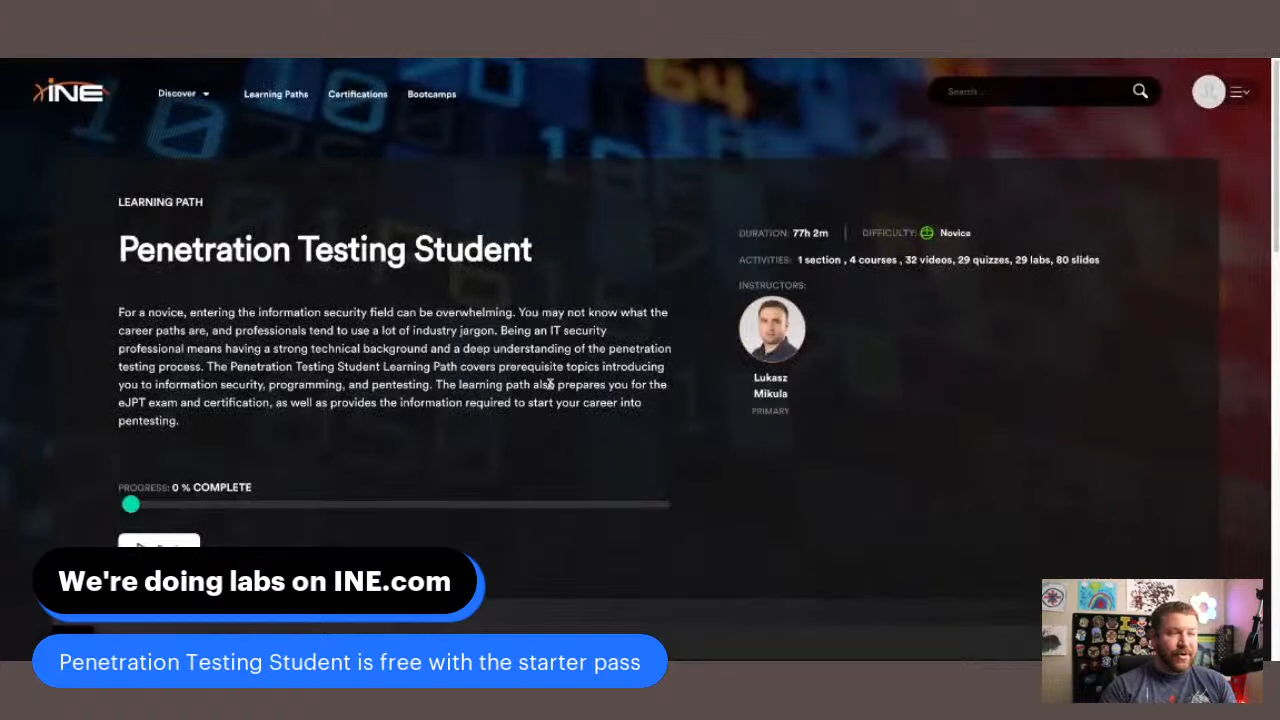 INE
Discover
Learning Paths
Certifications
Bootcamps
Search...
LEARNING PATH
Penetration Testing Student
DURATION: 77h 2m
DIFFICULTY: Novice
ACTIVITIES: 1 section , 4 courses , 32 videos, 29 quizzes, 29 labs, 80 slides
INSTRUCTORS:
Lukasz
Mikula
PRIMARY
For a novice, entering the information security field can be overwhelming. You may not know what the
career paths are, and professionals tend to use a lot of industry jargon. Being an IT security
professional means having a strong technical background and a deep understanding of the penetration
testing process. The Penetration Testing Student Learning Path covers prerequisite topics introducing
you to information security, programming, and pentesting. The learning path also prepares you for the
eJPT exam and certification, as well as provides the information required to start your career into
pentesting.
PROGRESS: 0 % COMPLETE
We're doing labs on INE.com
Penetration Testing Student is free with the starter pass